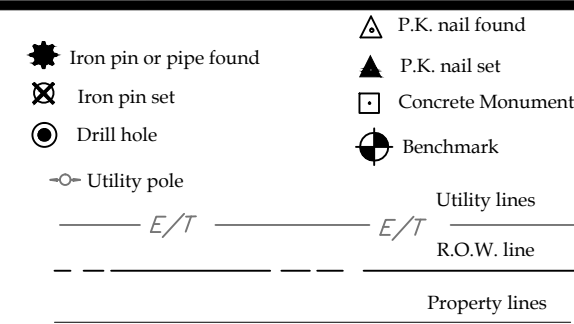 P.K. nail found
Iron pin or pipe found
P.K. nail set
Iron pin set
Concrete Monument
Drill hole
Benchmark
Utility pole
Utility lines
E/T E/T
R.O.W. line
Property lines